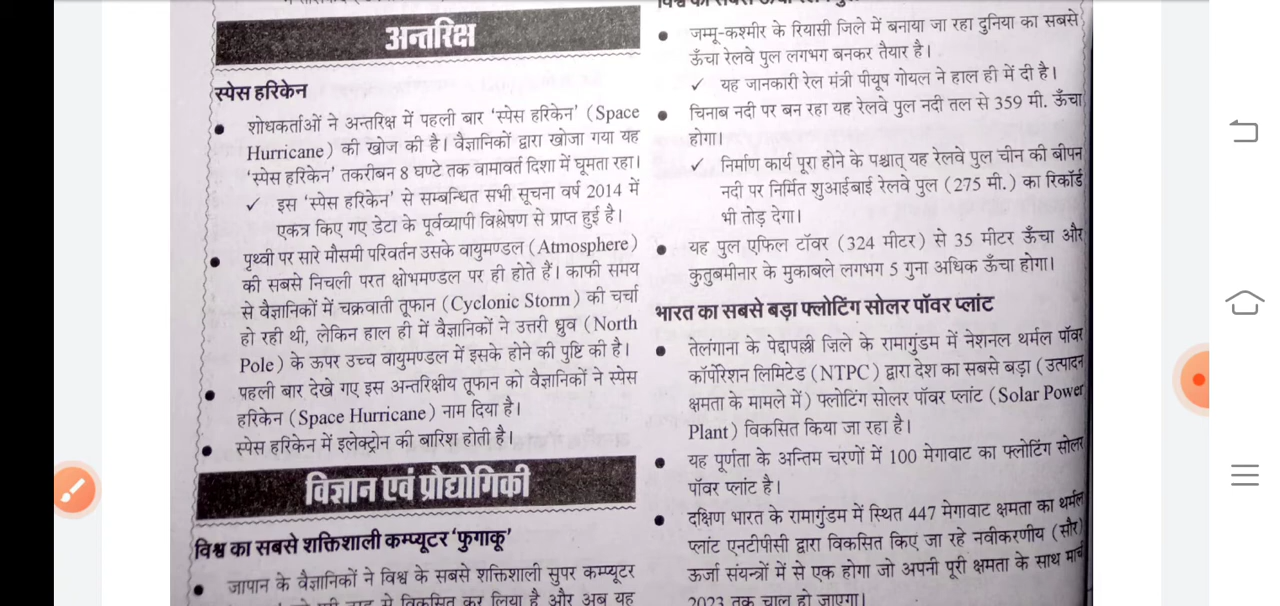 अन्तरिक्ष
स्पेस हरिकेन
• शोधकर्ताओं ने अन्तरिक्ष में पहली बार 'स्पेस हरिकेन' (Space
Hurricane) की खोज की है। वैज्ञानिकों द्वारा खोजा गया यह
'स्पेस हरिकेन' तकरीबन 8 घण्टे तक वामावर्त दिशा में घूमता रहा।
✓ इस 'स्पेस हरिकेन' से सम्बन्धित सभी सूचना वर्ष 2014 में
एकत्र किए गए डेटा के पूर्वव्यापी विश्लेषण से प्राप्त हुई है।
• पृथ्वी पर सारे मौसमी परिवर्तन उसके वायुमण्डल (Atmosphere)
की सबसे निचली परत क्षोभमण्डल पर ही होते हैं। काफी समय
से वैज्ञानिकों में चक्रवाती तूफान (Cyclonic Storm) की चर्चा
हो रही थी, लेकिन हाल ही में वैज्ञानिकों ने उत्तरी ध्रुव (North
Pole) के ऊपर उच्च वायुमण्डल में इसके होने की पुष्टि की है।
• पहली बार देखे गए इस अन्तरिक्षीय तूफान को वैज्ञानिकों ने स्पेस
हरिकेन (Space Hurricane) नाम दिया है।
• स्पेस हरिकेन में इलेक्ट्रोन की बारिश होती है।
विज्ञान एवं प्रौद्योगिकी
विश्व का सबसे शक्तिशाली कम्प्यूटर 'फुगाकू'
• जापान के वैज्ञानिकों ने विश्व के सबसे शक्तिशाली सुपर कम्प्यूटर
से विकसित कर लिया है और अब यह
• जम्मू-कश्मीर के रियासी जिले में बनाया जा रहा दुनिया का सबसे
ऊँचा रेलवे पुल लगभग बनकर तैयार है।
✓ यह जानकारी रेल मंत्री पीयूष गोयल ने हाल ही में दी है।
• चिनाब नदी पर बन रहा यह रेलवे पुल नदी तल से 359 मी. ऊँचा
होगा।
✓ निर्माण कार्य पूरा होने के पश्चात् यह रेलवे पुल चीन की बीपन
नदी पर निर्मित शुआईबाई रेलवे पुल (275 मी.) का रिकॉर्ड
भी तोड़ देगा।
• यह पुल एफिल टॉवर (324 मीटर) से 35 मीटर ऊँचा और
कुतुबमीनार के मुकाबले लगभग 5 गुना अधिक ऊँचा होगा।
भारत का सबसे बड़ा फ्लोटिंग सोलर पॉवर प्लांट
• तेलंगाना के पेद्दापल्ली ज़िले के रामागुंडम में नेशनल थर्मल पॉवर
कॉर्पोरेशन लिमिटेड (NTPC) द्वारा देश का सबसे बड़ा (उत्पादन
क्षमता के मामले में) फ्लोटिंग सोलर पॉवर प्लांट (Solar Power
Plant) विकसित किया जा रहा है।
• यह पूर्णता के अन्तिम चरणों में 100 मेगावाट का फ्लोटिंग सोलर
पॉवर प्लांट है।
• दक्षिण भारत के रामागुंडम में स्थित 447 मेगावाट क्षमता का थर्मल
प्लांट एनटीपीसी द्वारा विकसित किए जा रहे नवीकरणीय (सौर)
ऊर्जा संयन्त्रों में से एक होगा जो अपनी पूरी क्षमता के साथ मार्च
2023 तक चालू हो जाएगा।